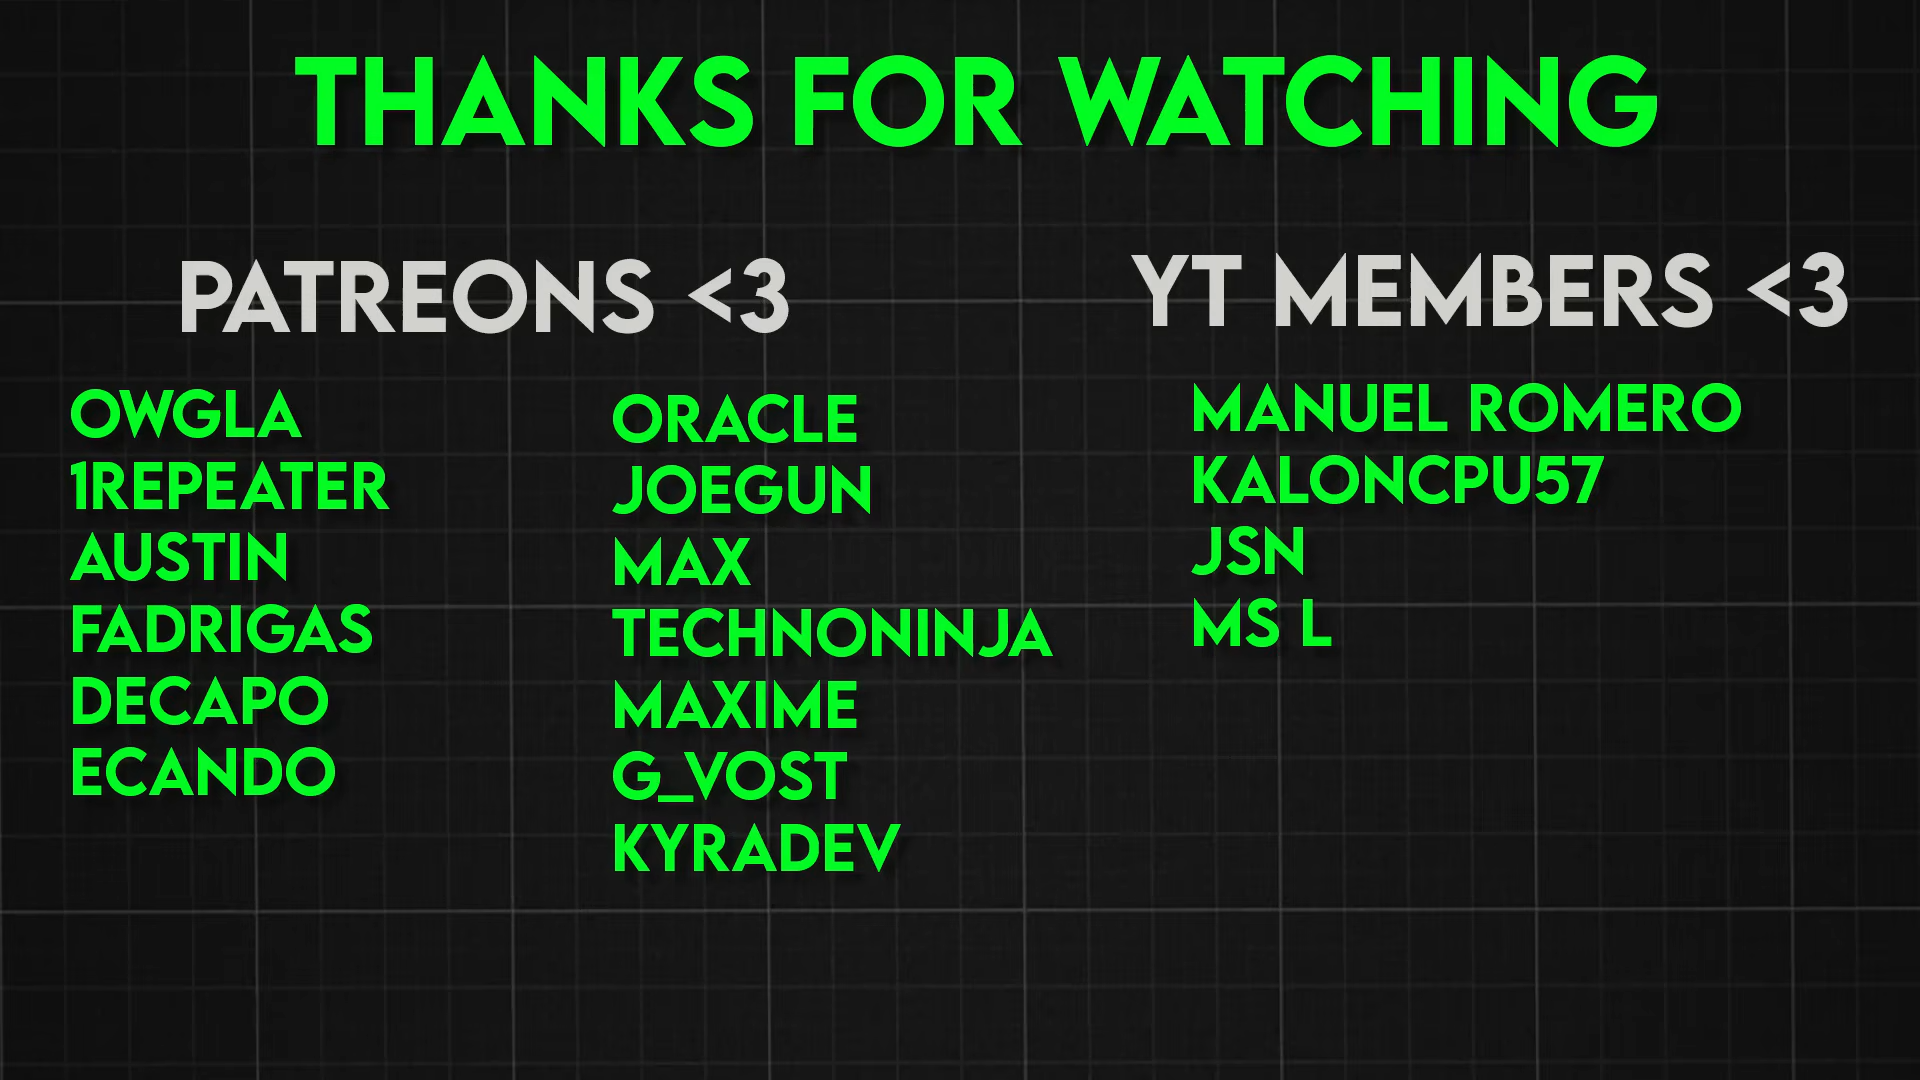 THANKS FOR WATCHING
PATREONS <3
OWGLA
1REPEATER
AUSTIN
FADRIGAS
DECAPO
ECANDO
ORACLE
JOEGUN
MAX
TECHNONINJA
MAXIME
G_VOST
KYRADEV
YT MEMBERS <3
MANUEL ROMERO
KALONCPU57
JSN
MS L